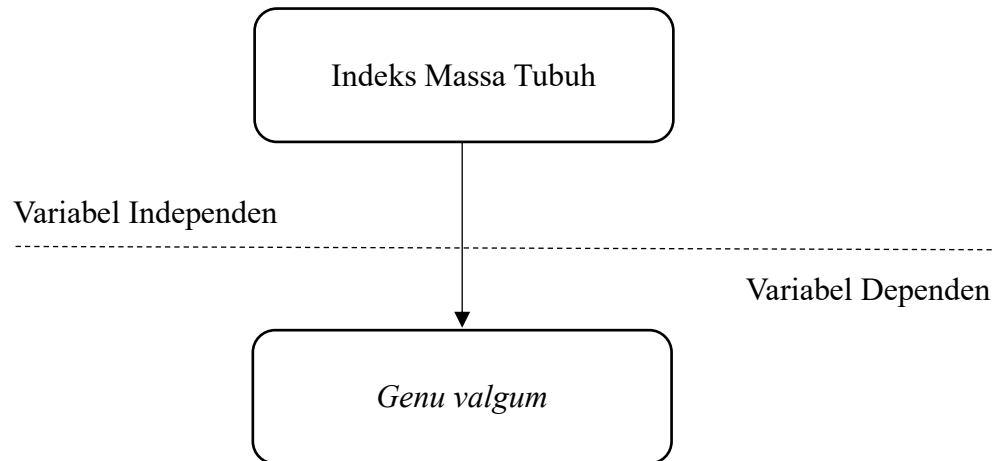 Indeks Massa Tubuh
Variabel Independen
Variabel Dependen
Genu valgum